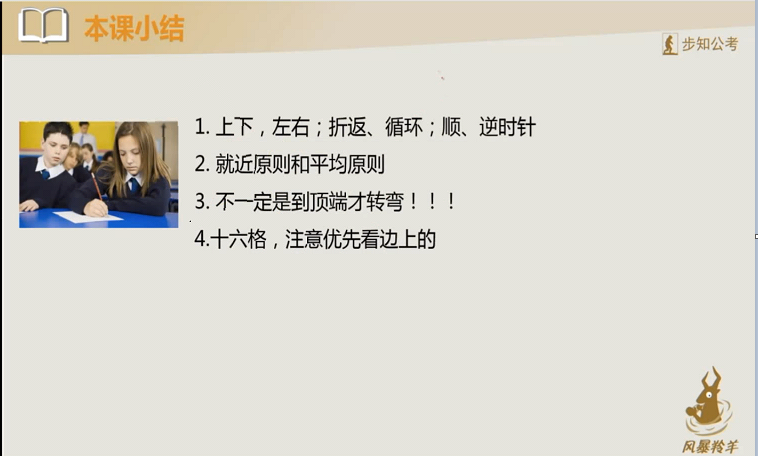 本课小结
步知公考
1. 上下，左右；折返、循环；顺、逆时针
2. 就近原则和平均原则
3. 不一定是到顶端才转弯！！！
4.十六格，注意优先看边上的
风暴羚羊